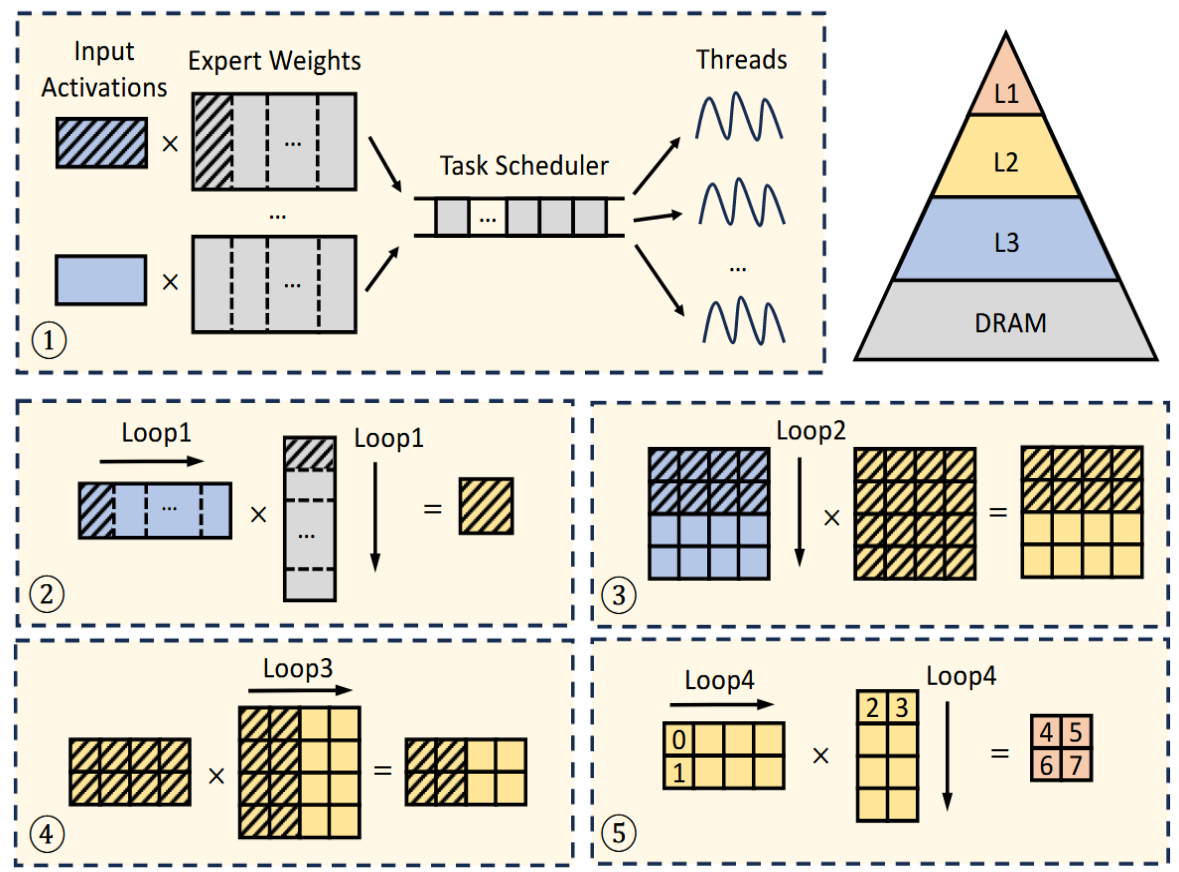 Input
Activations
Expert Weights
Threads
×
...
...
Task Scheduler
...
×
...
...
①
L1
L2
L3
DRAM
Loop1
Loop1
...
×
...
=
②
Loop2
×
=
③
Loop3
×
=
④
Loop4
Loop4
0
1
×
2 3
=
4 5
6 7
⑤